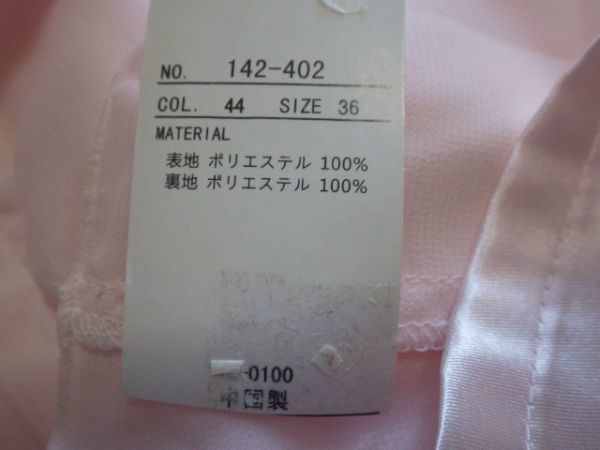 NO. 142-402
COL. 44 SIZE 36
MATERIAL
表地 ポリエステル 100%
裏地 ポリエステル 100%
-0100
中国製